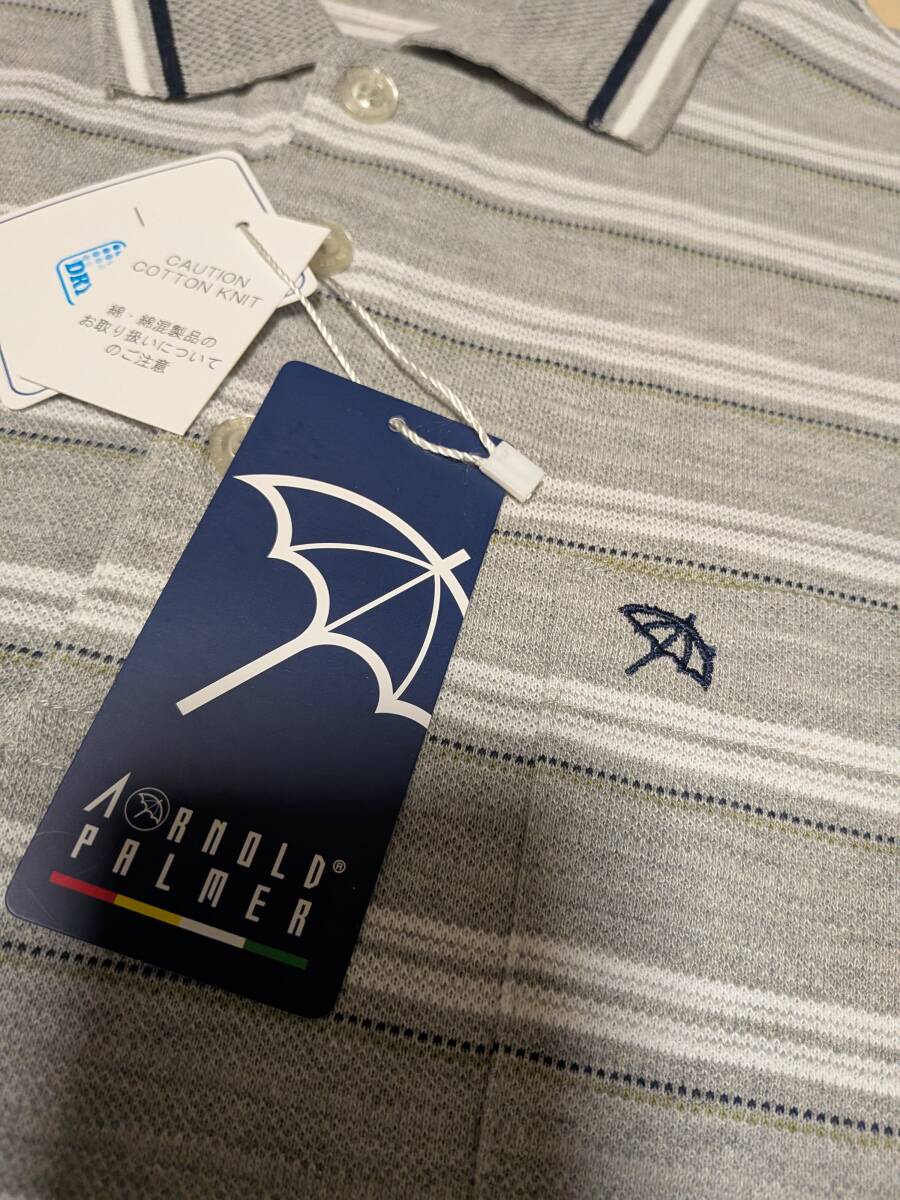 DRY
CAUTION
COTTON KNIT
綿・綿混製品の
お取り扱いについて
のご注意
ARNOLD®
PALMER